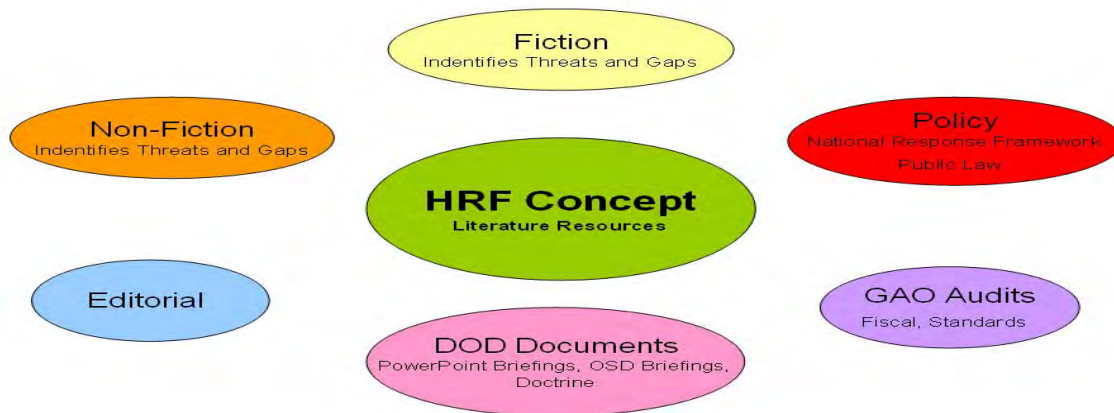 Fiction
Indentifies Threats and Gaps
Non-Fiction
Indentifies Threats and Gaps
Policy
National Response Framework
Public Law
HRF Concept
Literature Resources
Editorial
GAO Audits
Fiscal, Standards
DOD Documents
PowerPoint Briefings, OSD Briefings,
Doctrine